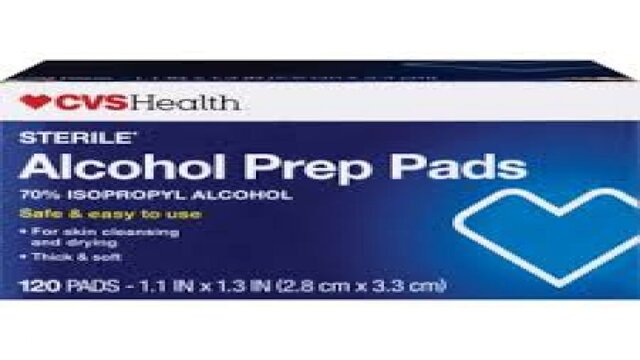 CVSHealth
STERILE*
Alcohol Prep Pads
70% ISOPROPYL ALCOHOL
Safe & easy to use
• For skin cleansing
and drying
• Thick & soft
120 PADS - 1.1 IN x 1.3 IN (2.8 cm x 3.3 cm)